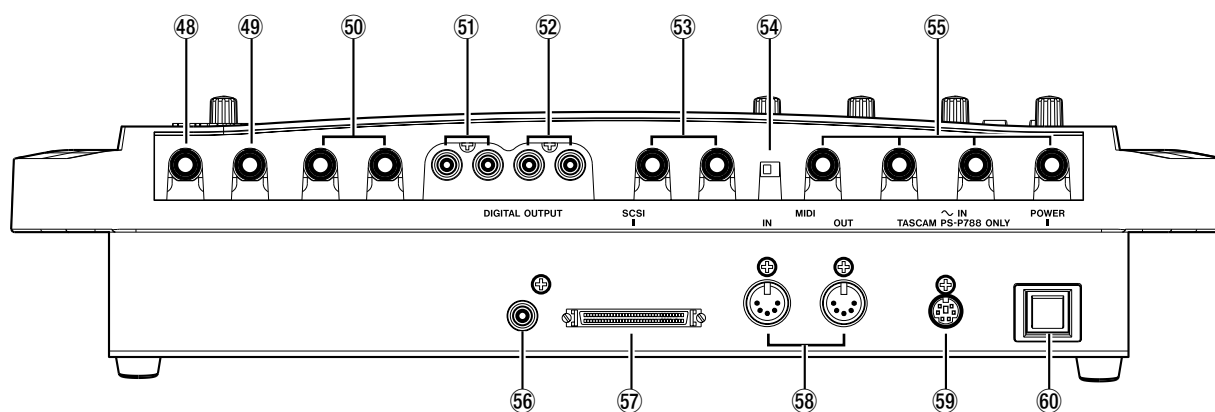 48 49 50 51 52 53 54 55
DIGITAL OUTPUT SCSI MIDI ∿ IN POWER
IN OUT TASCAM PS-P788 ONLY
56 57 58 59 60